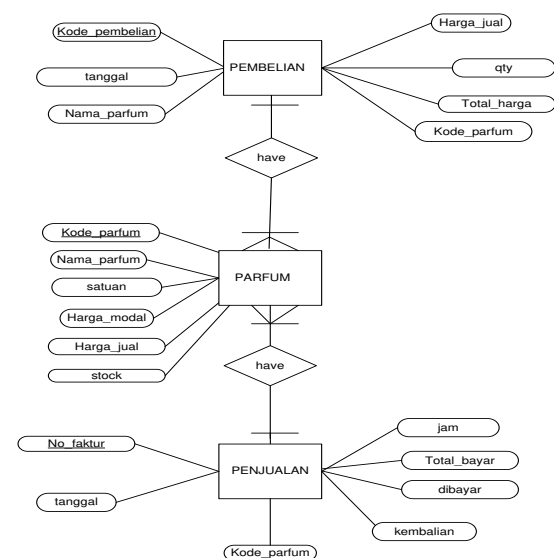 Kode_pembelian
tanggal
Nama_parfum
PEMBELIAN
Harga_jual
qty
Total_harga
Kode_parfum
have
Kode_parfum
Nama_parfum
satuan
Harga_modal
Harga_jual
stock
PARFUM
have
No_faktur
tanggal
PENJUALAN
jam
Total_bayar
dibayar
kembalian
Kode_parfum